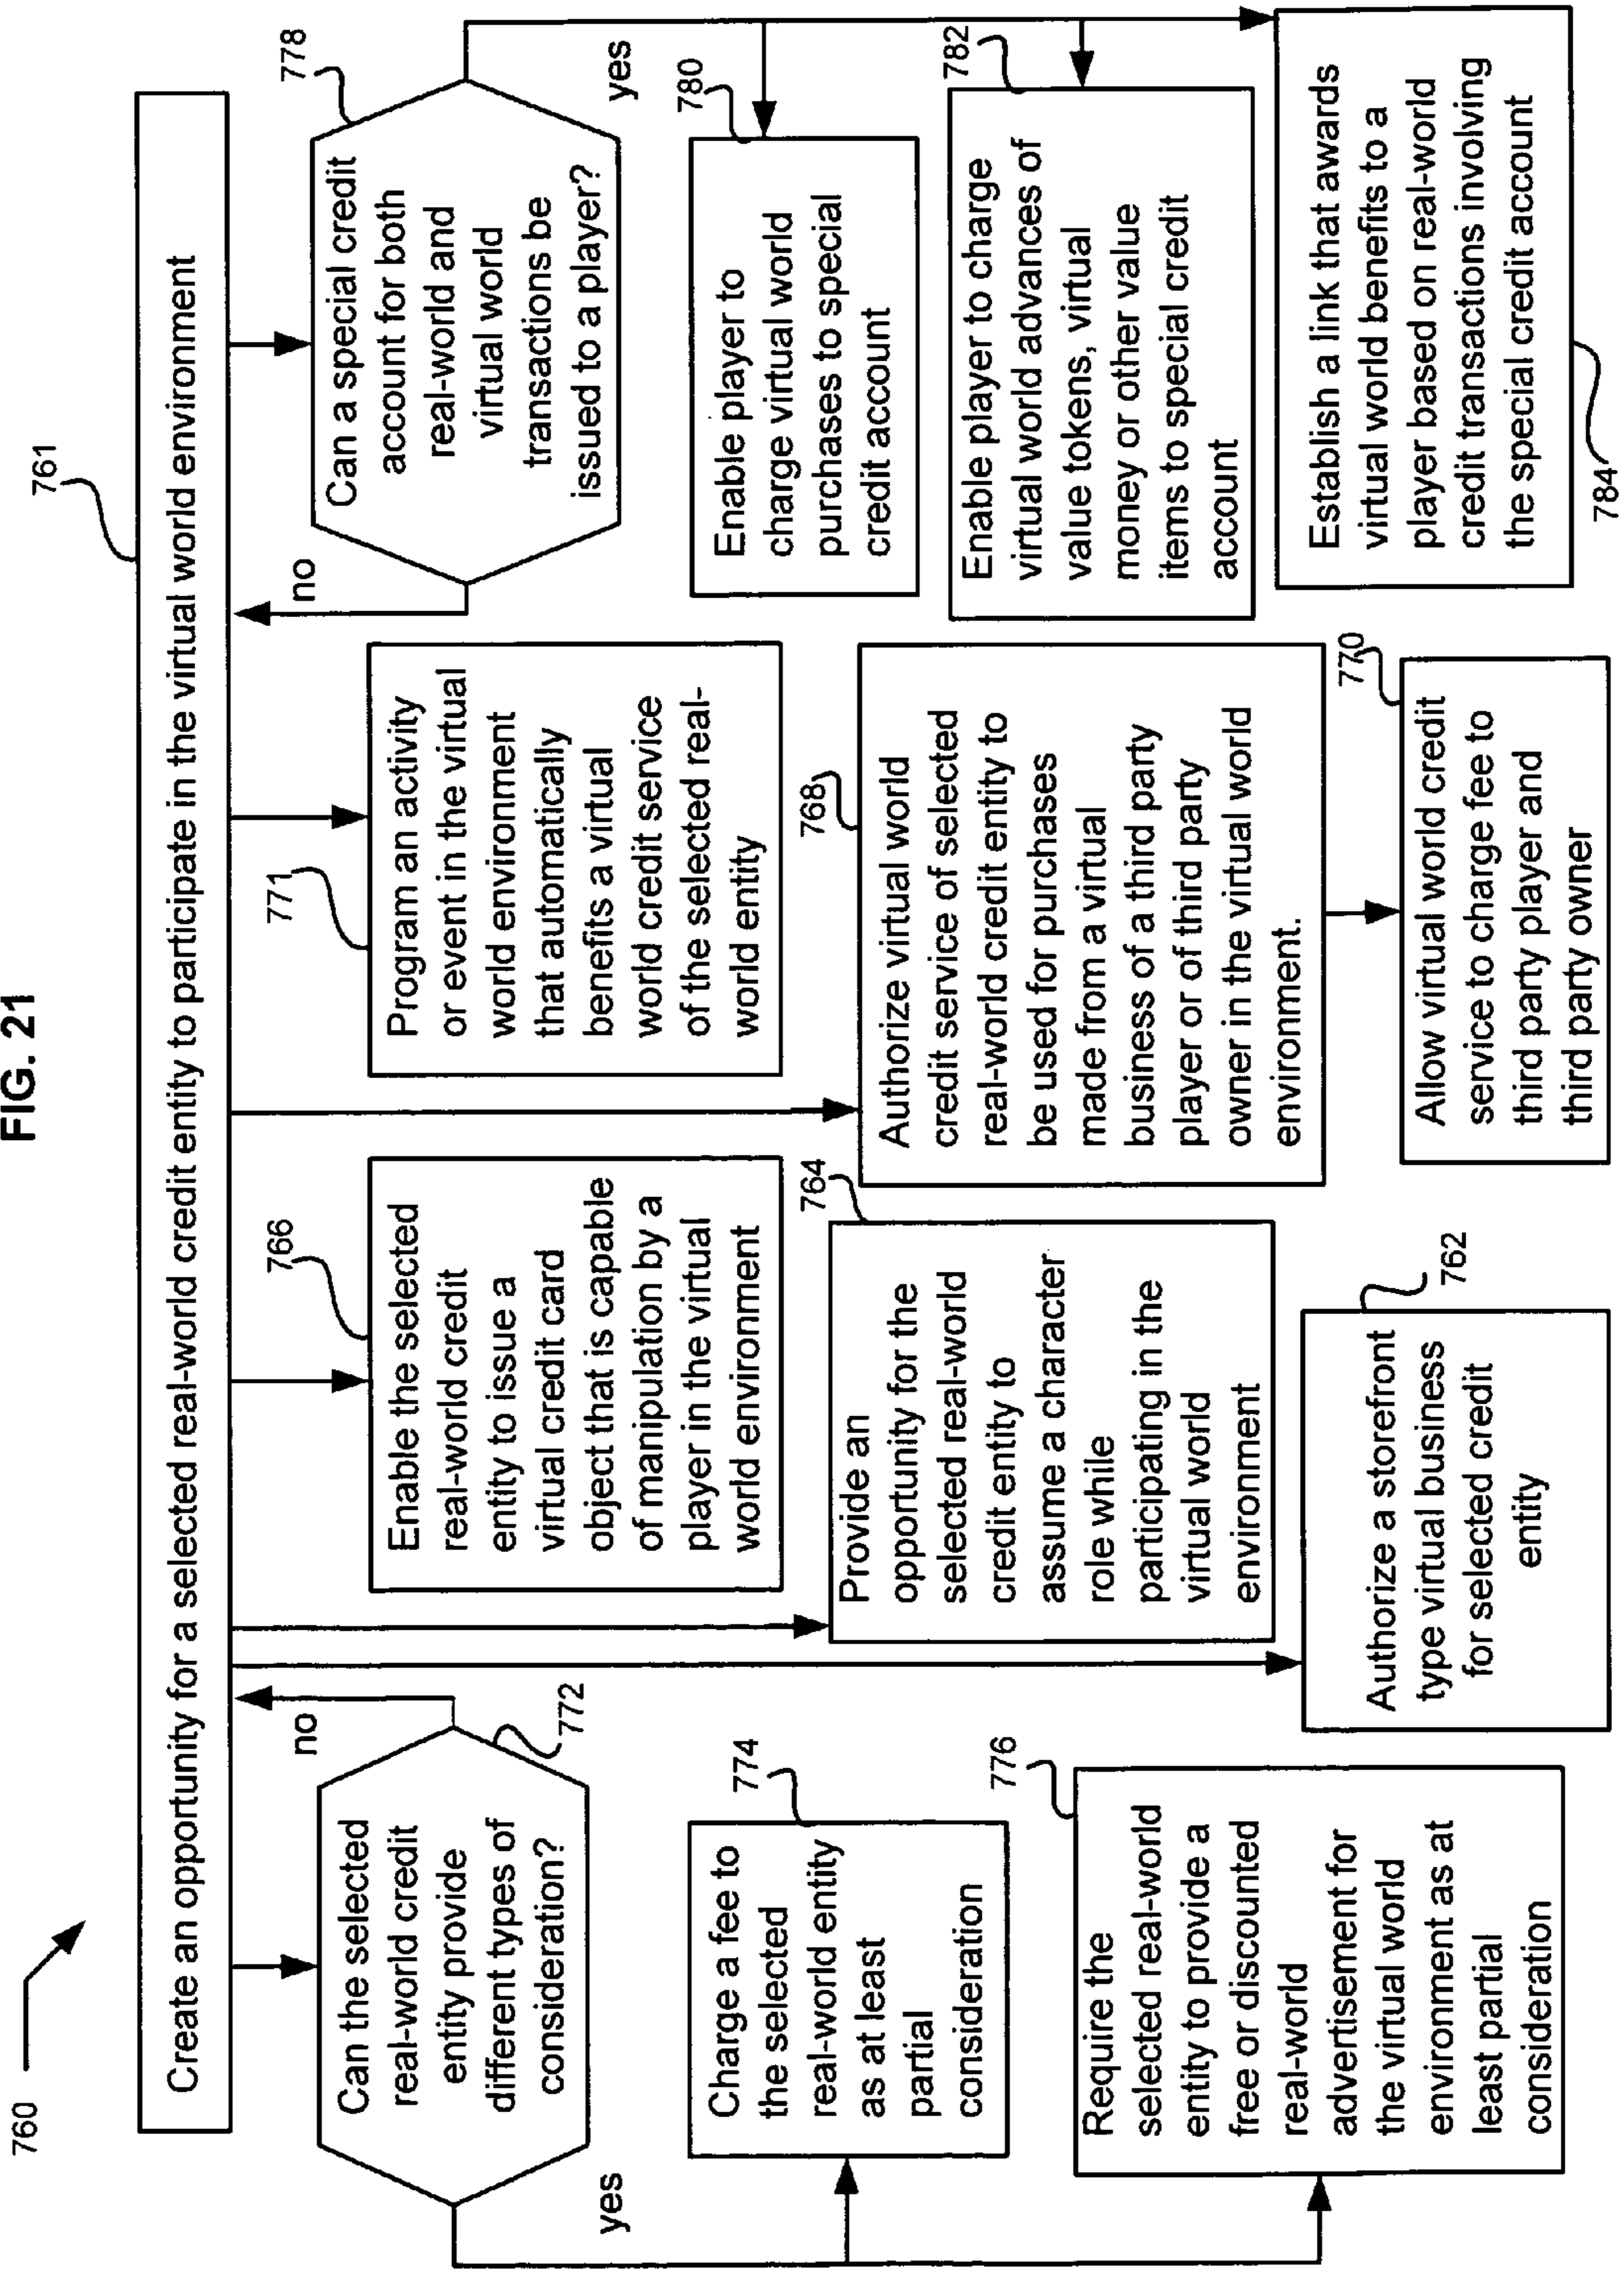 FIG. 21
760
761
Create an opportunity for a selected real-world credit entity to participate in the virtual world environment
Can the selected
real-world credit
entity provide
different types of
consideration?
772
no
yes
774
Charge a fee to
the selected
real-world entity
as at least
partial
consideration
776
Require the
selected real-world
entity to provide a
free or discounted
real-world
advertisement for
the virtual world
environment as at
least partial
consideration
766
Enable the selected
real-world credit
entity to issue a
virtual credit card
object that is capable
of manipulation by a
player in the virtual
world environment
764
Provide an
opportunity for the
selected real-world
credit entity to
assume a character
role while
participating in the
virtual world
environment
762
Authorize a storefront
type virtual business
for selected credit
entity
771
Program an activity
or event in the virtual
world environment
that automatically
benefits a virtual
world credit service
of the selected real-
world entity
768
Authorize virtual world
credit service of selected
real-world credit entity to
be used for purchases
made from a virtual
business of a third party
player or of third party
owner in the virtual world
environment.
770
Allow virtual world credit
service to charge fee to
third party player and
third party owner
778
Can a special credit
account for both
real-world and
virtual world
transactions be
issued to a player?
no
yes
780
Enable player to
charge virtual world
purchases to special
credit account
782
Enable player to charge
virtual world advances of
value tokens, virtual
money or other value
items to special credit
account
Establish a link that awards
virtual world benefits to a
player based on real-world
credit transactions involving
the special credit account
784